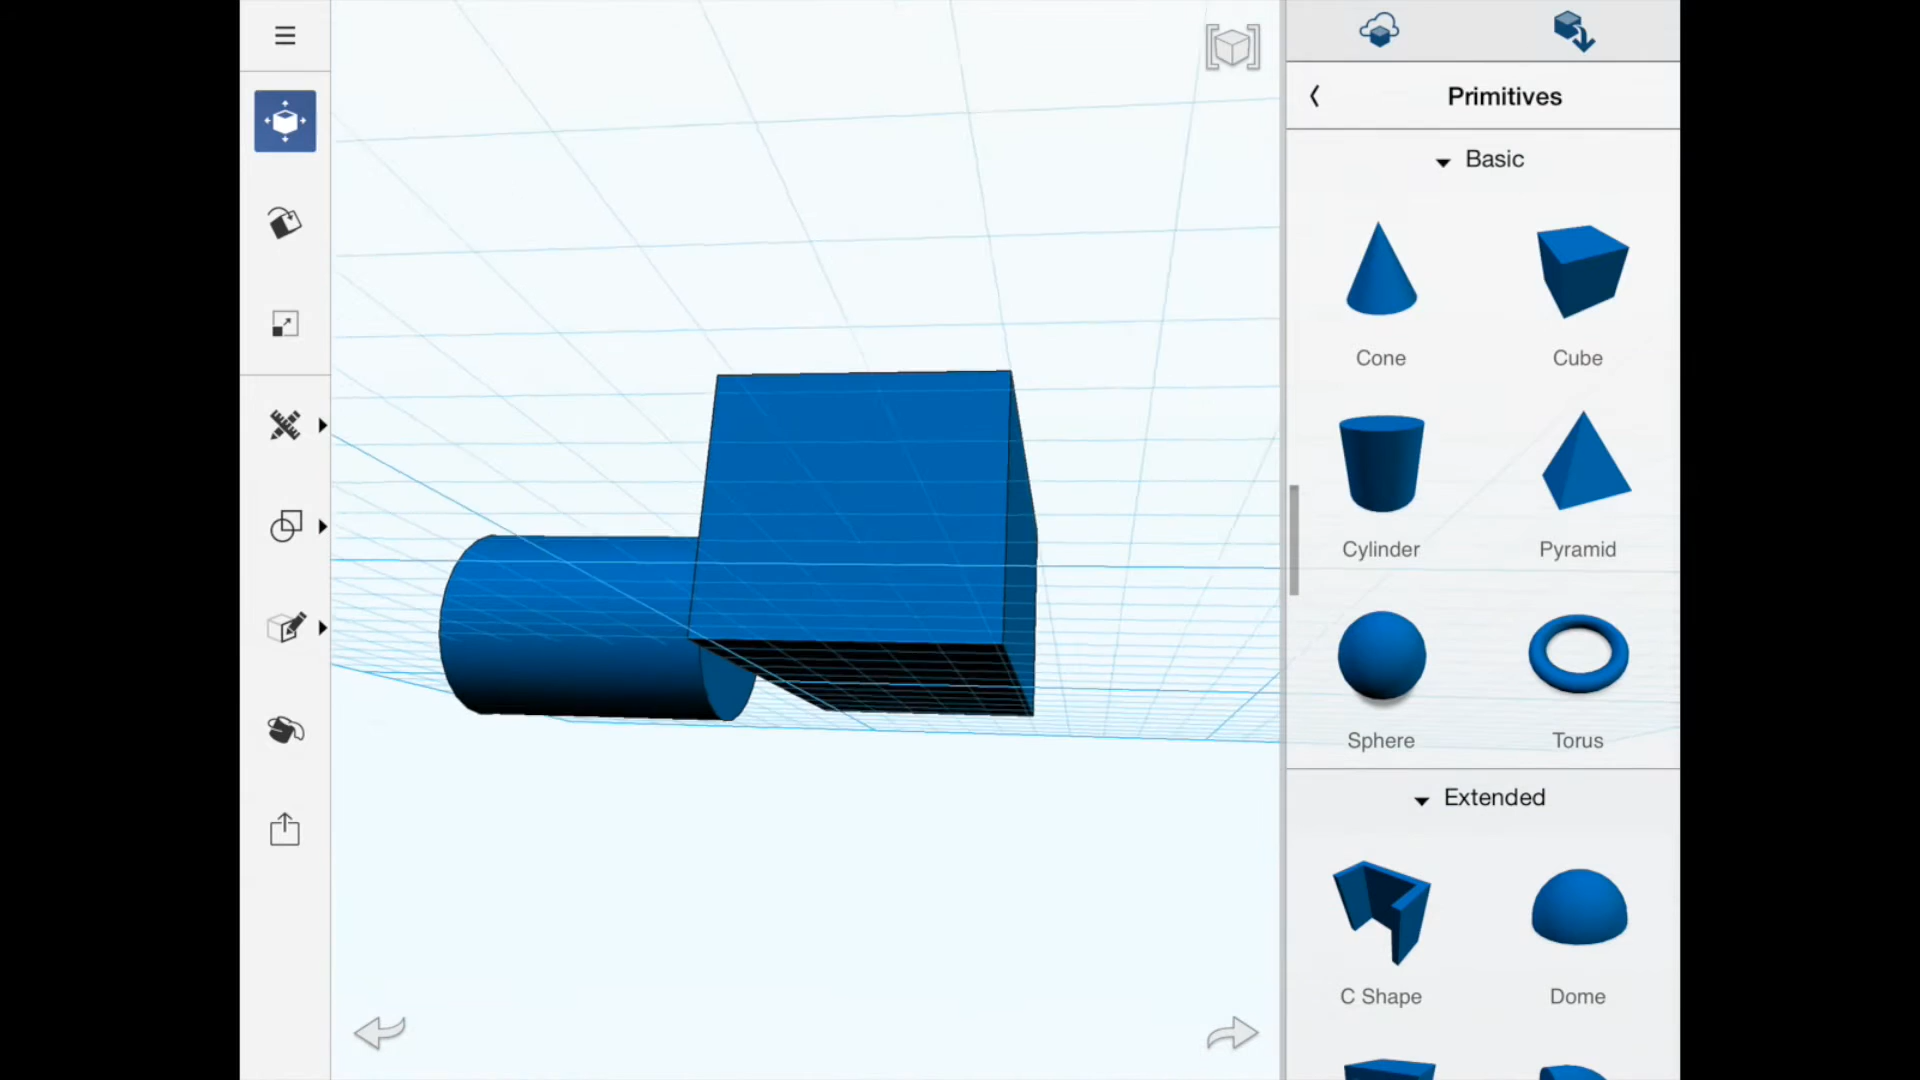 Primitives
Basic
Cone
Cube
Cylinder
Pyramid
Sphere
Torus
Extended
C Shape
Dome